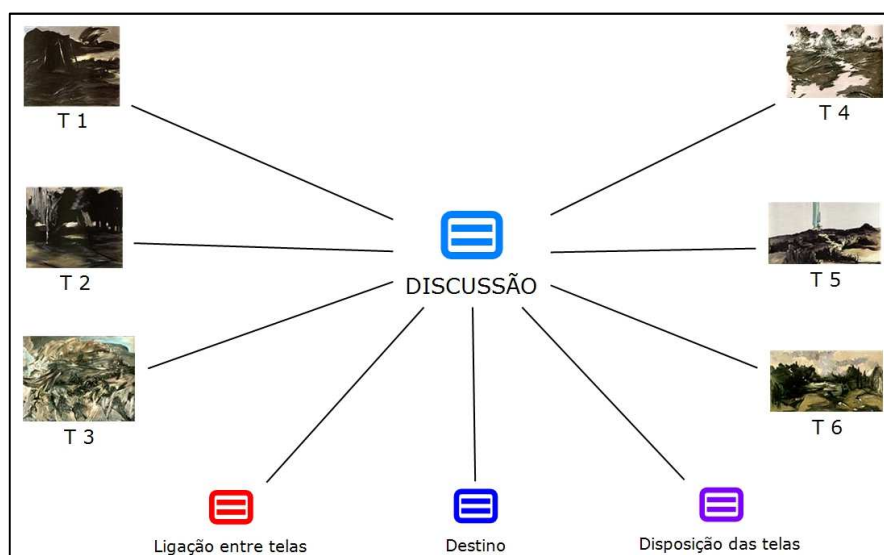 T 1
T 4
T 2
DISCUSSÃO
T 5
T 3
T 6
Ligação entre telas
Destino
Disposição das telas